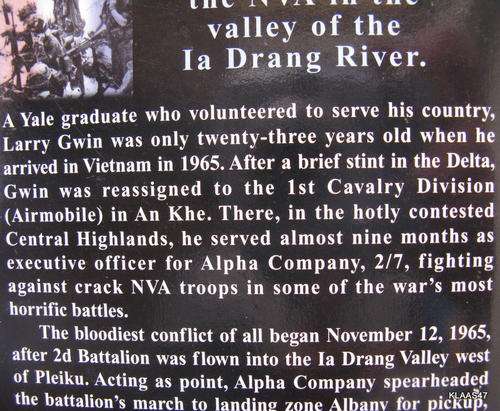 the NVA in the
valley of the
Ia Drang River.
A Yale graduate who volunteered to serve his country,
Larry Gwin was only twenty-three years old when he
arrived in Vietnam in 1965. After a brief stint in the Delta,
Gwin was reassigned to the 1st Cavalry Division
(Airmobile) in An Khe. There, in the hotly contested
Central Highlands, he served almost nine months as
executive officer for Alpha Company, 2/7, fighting
against crack NVA troops in some of the war's most
horrific battles.
The bloodiest conflict of all began November 12, 1965,
after 2d Battalion was flown into the Ia Drang Valley west
of Pleiku. Acting as point, Alpha Company spearheaded
the battalion's march to landing zone Albany for pickup,
KLAAS47